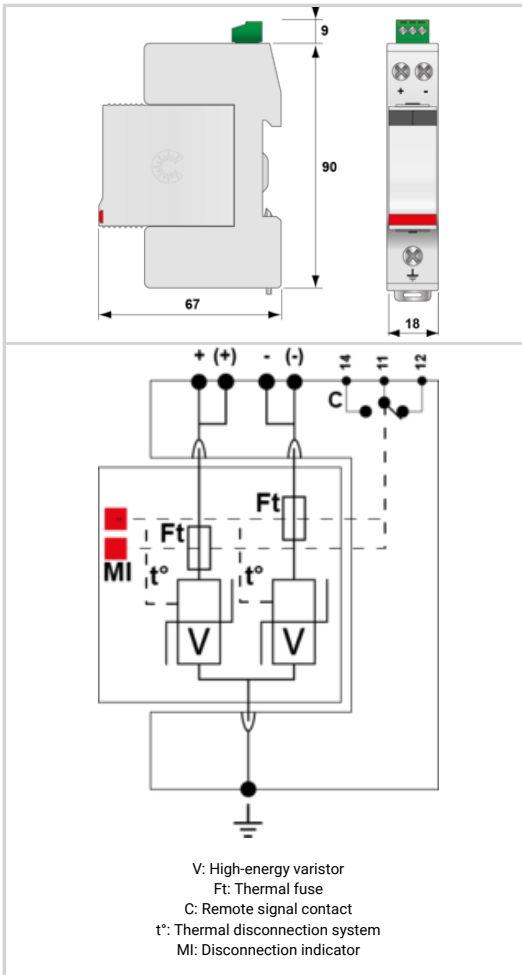 9
+ -
90
67
18
+ (+) - (-) 14 11 12
C
Ft
Ft
MI t° t°
V V
V: High-energy varistor
Ft: Thermal fuse
C: Remote signal contact
t°: Thermal disconnection system
MI: Disconnection indicator